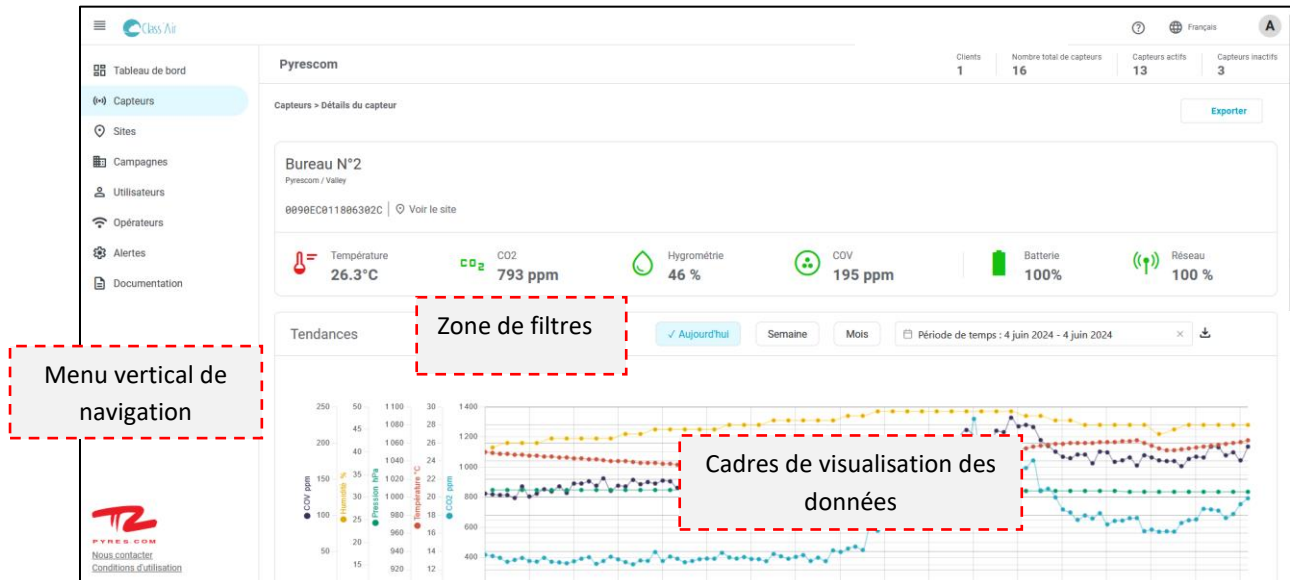 Class'Air
Français
A
Tableau de bord
Capteurs
Sites
Campagnes
Utilisateurs
Opérateurs
Alertes
Documentation
Pyrescom
Clients
1
Nombre total de capteurs
16
Capteurs actifs
13
Capteurs inactifs
3
Capteurs > Détails du capteur
Exporter
Bureau N°2
Pyrescom / Valley
0090EC011806302C
Voir le site
Température
26.3°C
CO2
CO2
793 ppm
Hygrométrie
46 %
COV
195 ppm
Batterie
100%
Réseau
100 %
Tendances
Zone de filtres
✓ Aujourd'hui
Semaine
Mois
Période de temps : 4 juin 2024 - 4 juin 2024
Menu vertical de
navigation
Cadres de visualisation des
données
COV ppm
250
200
150
100
50
Humidité %
50
45
40
35
30
25
20
15
Pression hPa
1 100
1 080
1 060
1 040
1 020
1 000
980
960
940
920
Température °C
30
28
26
24
22
20
18
16
14
12
CO2 ppm
1 400
1 200
1 000
800
600
400
PYRES.COM
Nous contacter
Conditions d'utilisation